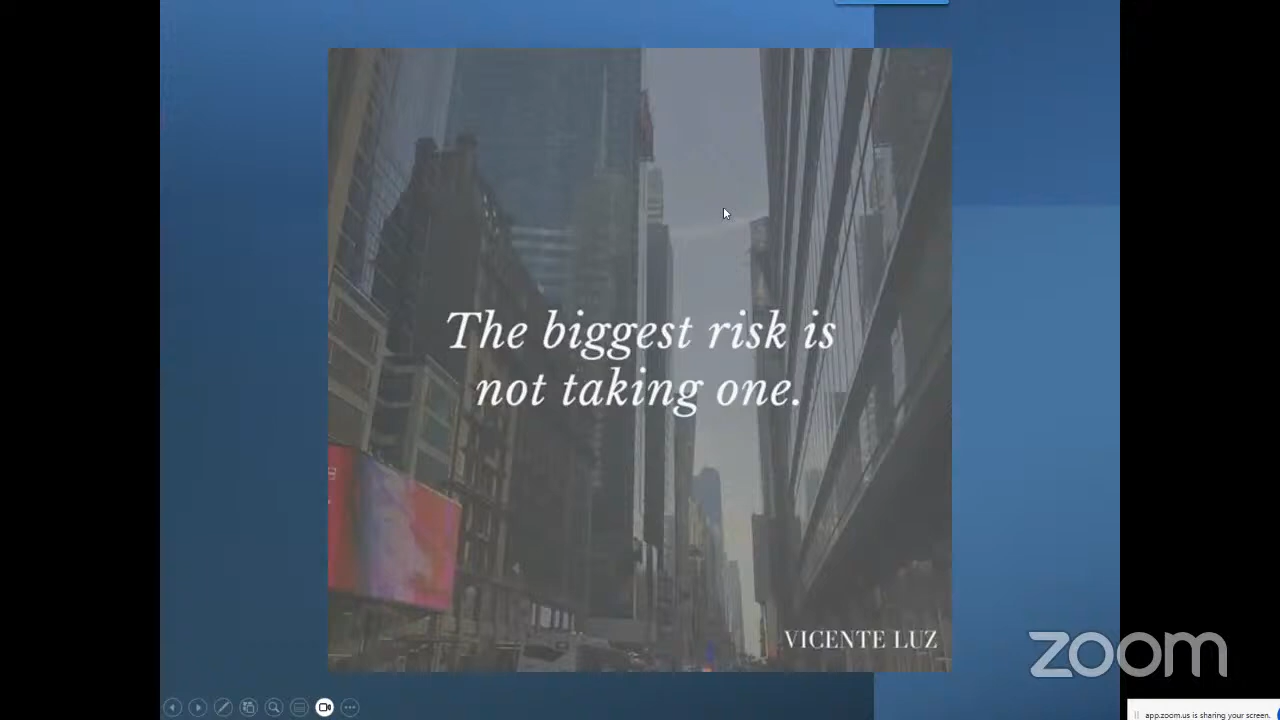 The biggest risk is
not taking one.
VICENTE LUZ
zoom
app.zoom.us is sharing your screen.